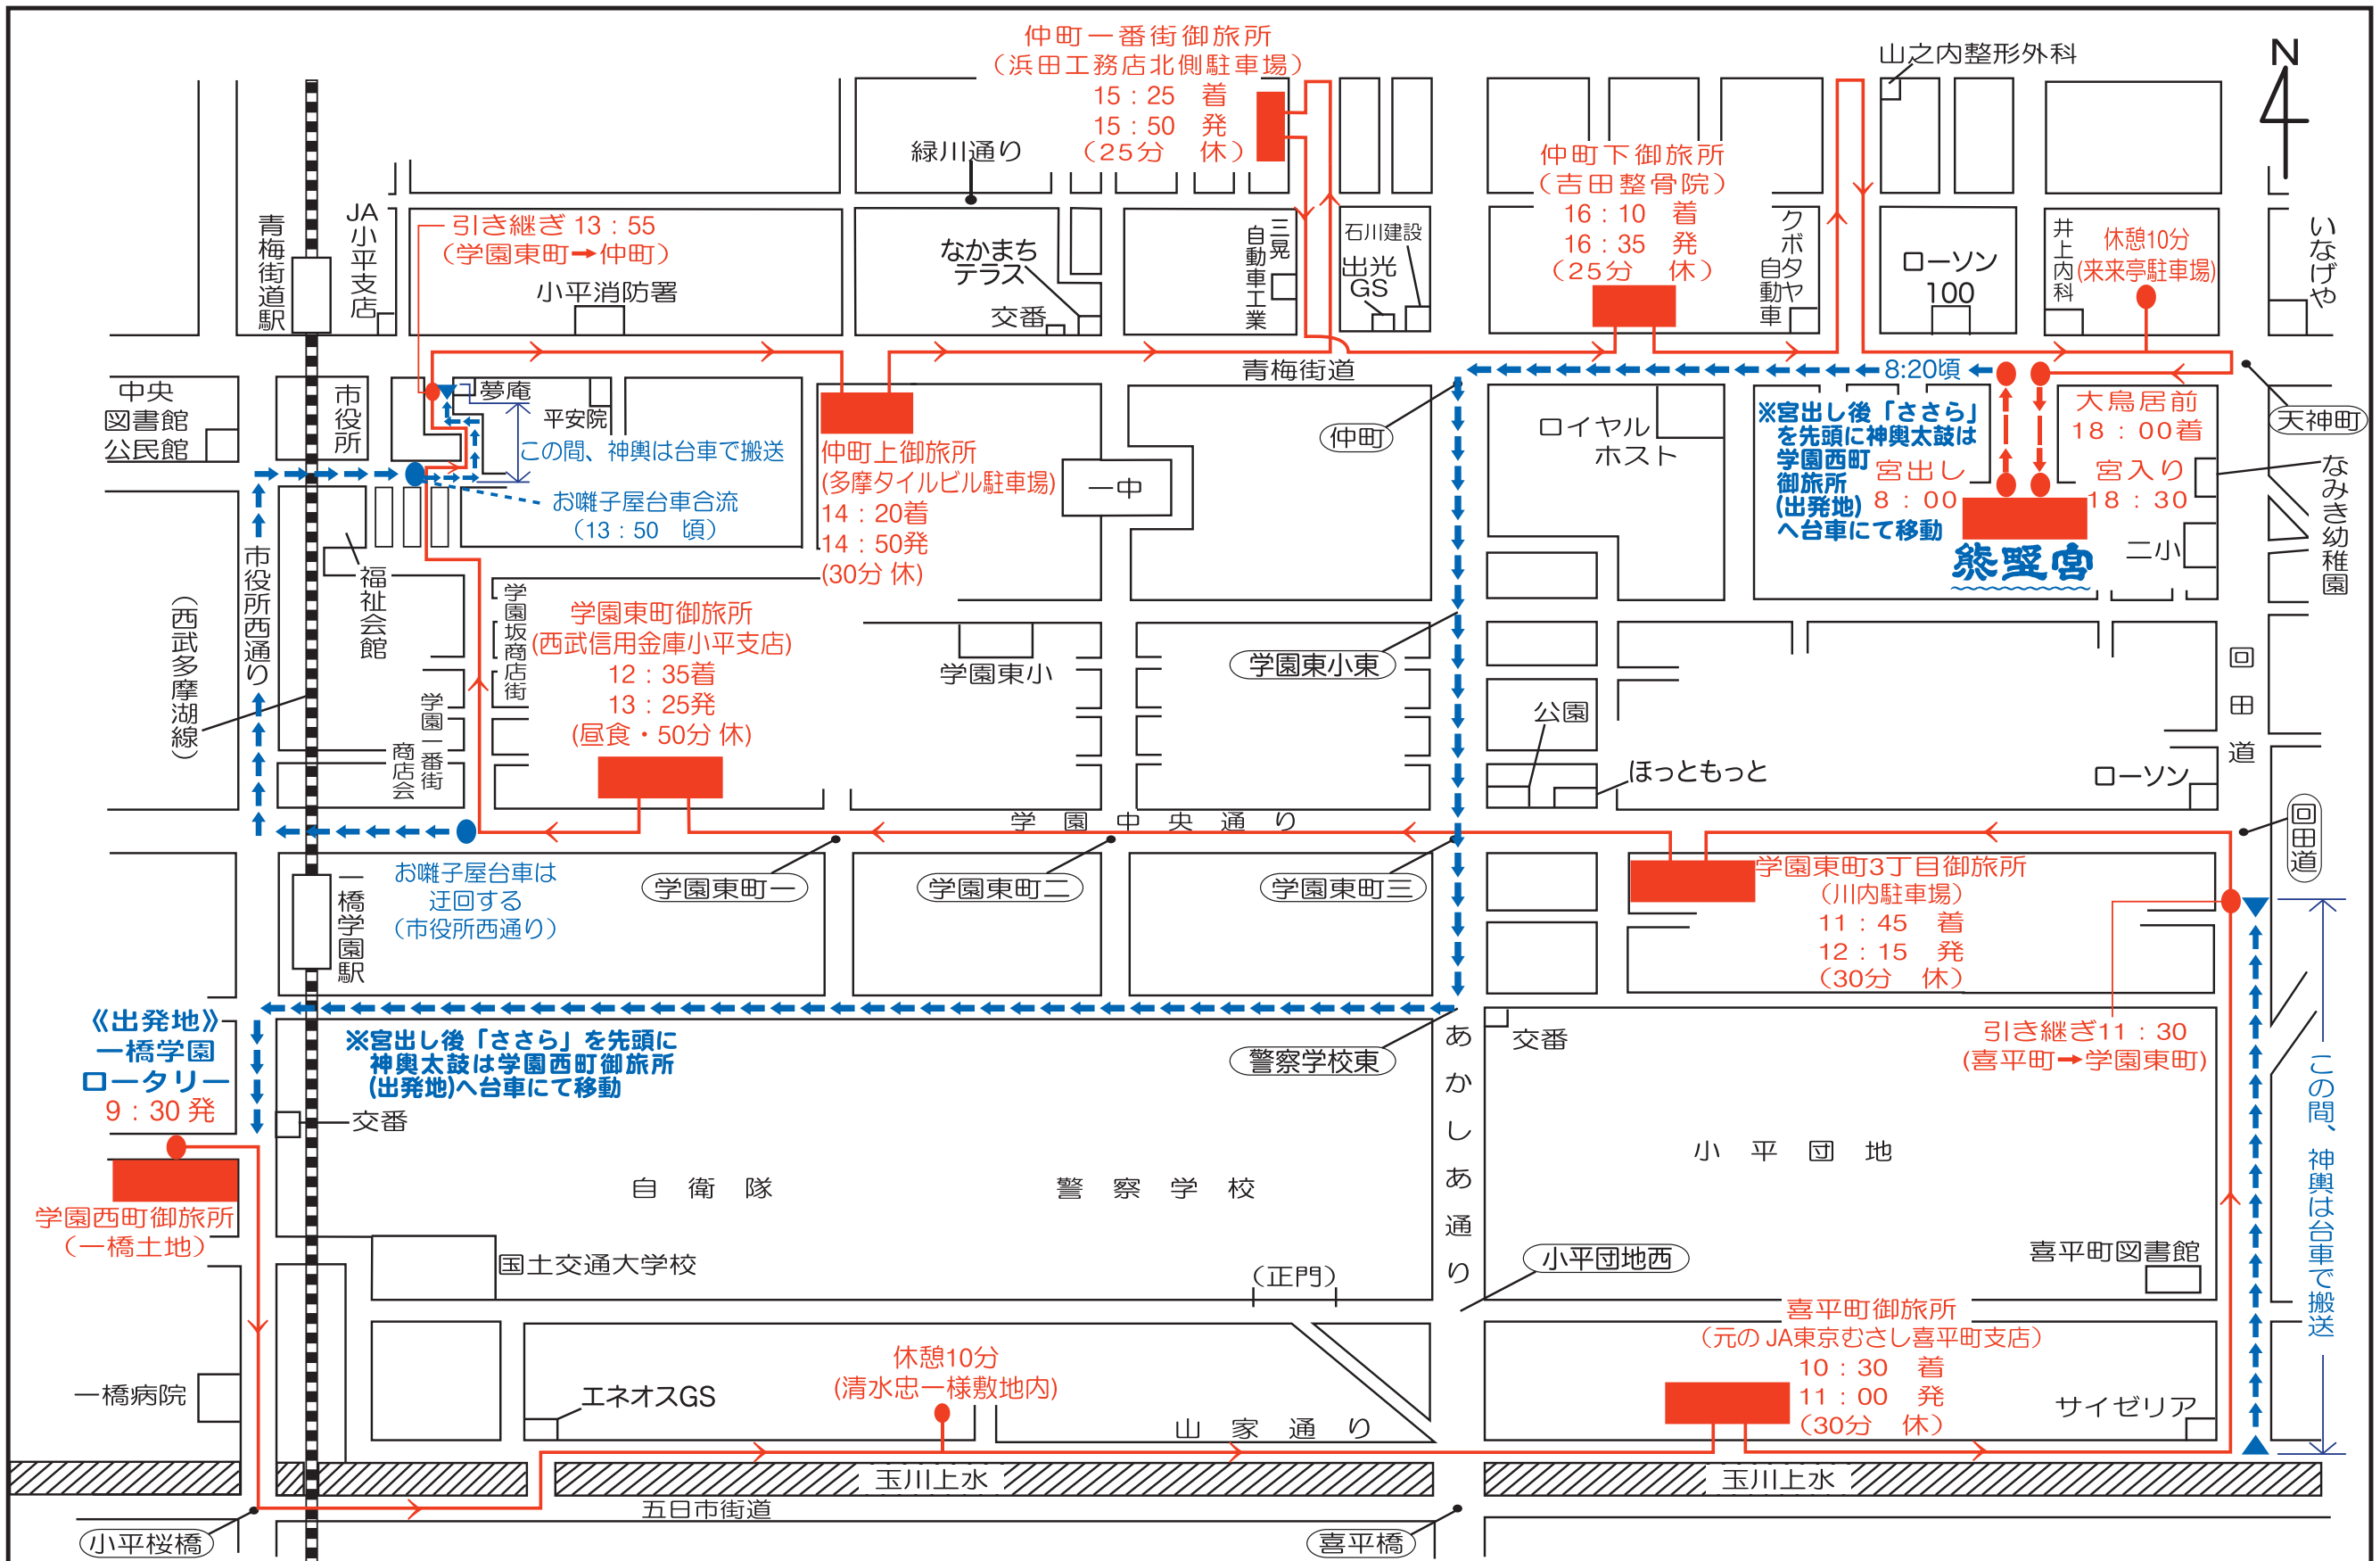 仲町一番街御旅所
(浜田工務店北側駐車場)
15:25 着
15:50 発
(25分 休)
緑川通り
山之内整形外科
N
仲町下御旅所
(吉田整骨院)
16:10 着
16:35 発
(25分 休)
青梅街道駅
JA小平支店
引き継ぎ 13:55
(学園東町➡仲町)
小平消防署
なかまち
テラス
交番
三晃
自動車工業
石川建設
出光
GS
クボタヤ
自動車
ローソン
100
井上内科
休憩10分
(来来亭駐車場)
いなげや
青梅街道
8:20頃
中央
図書館
公民館
市役所
夢庵
平安院
この間、神輿は台車で搬送
お囃子屋台車合流
(13:50 頃)
仲町上御旅所
(多摩タイルビル駐車場)
14:20着
14:50発
(30分 休)
一中
仲町
ロイヤル
ホスト
※宮出し後「ささら」
を先頭に神輿太鼓は
学園西町
御旅所
(出発地)
へ台車にて移動
宮出し
8:00
大鳥居前
18:00着
宮入り
18:30
熊野宮
天神町
なみき幼稚園
二小
市役所西通り
(西武多摩湖線)
福祉会館
学園坂商店街
学園東町御旅所
(西武信用金庫小平支店)
12:35着
13:25発
(昼食・50分 休)
学園東小
学園東小東
公園
ほっともっと
ローソン
回田道
回田道
学園一番街
商店会
学園中央通り
一橋学園駅
お囃子屋台車は
迂回する
(市役所西通り)
学園東町一
学園東町二
学園東町三
学園東町3丁目御旅所
(川内駐車場)
11:45 着
12:15 発
(30分 休)
引き継ぎ11:30
(喜平町➡学園東町)
この間、神輿は台車で搬送
《出発地》
一橋学園
ロータリー
9:30発
※宮出し後「ささら」を先頭に
神輿太鼓は学園西町御旅所
(出発地)へ台車にて移動
警察学校東
あかしあ通り
交番
交番
小平団地
自衛隊
警察学校
学園西町御旅所
(一橋土地)
国土交通大学校
(正門)
小平団地西
喜平町図書館
喜平町御旅所
(元の JA東京むさし喜平町支店)
10:30 着
11:00 発
(30分 休)
サイゼリア
一橋病院
エネオスGS
休憩10分
(清水忠一様敷地内)
山家通り
玉川上水
玉川上水
五日市街道
小平桜橋
喜平橋